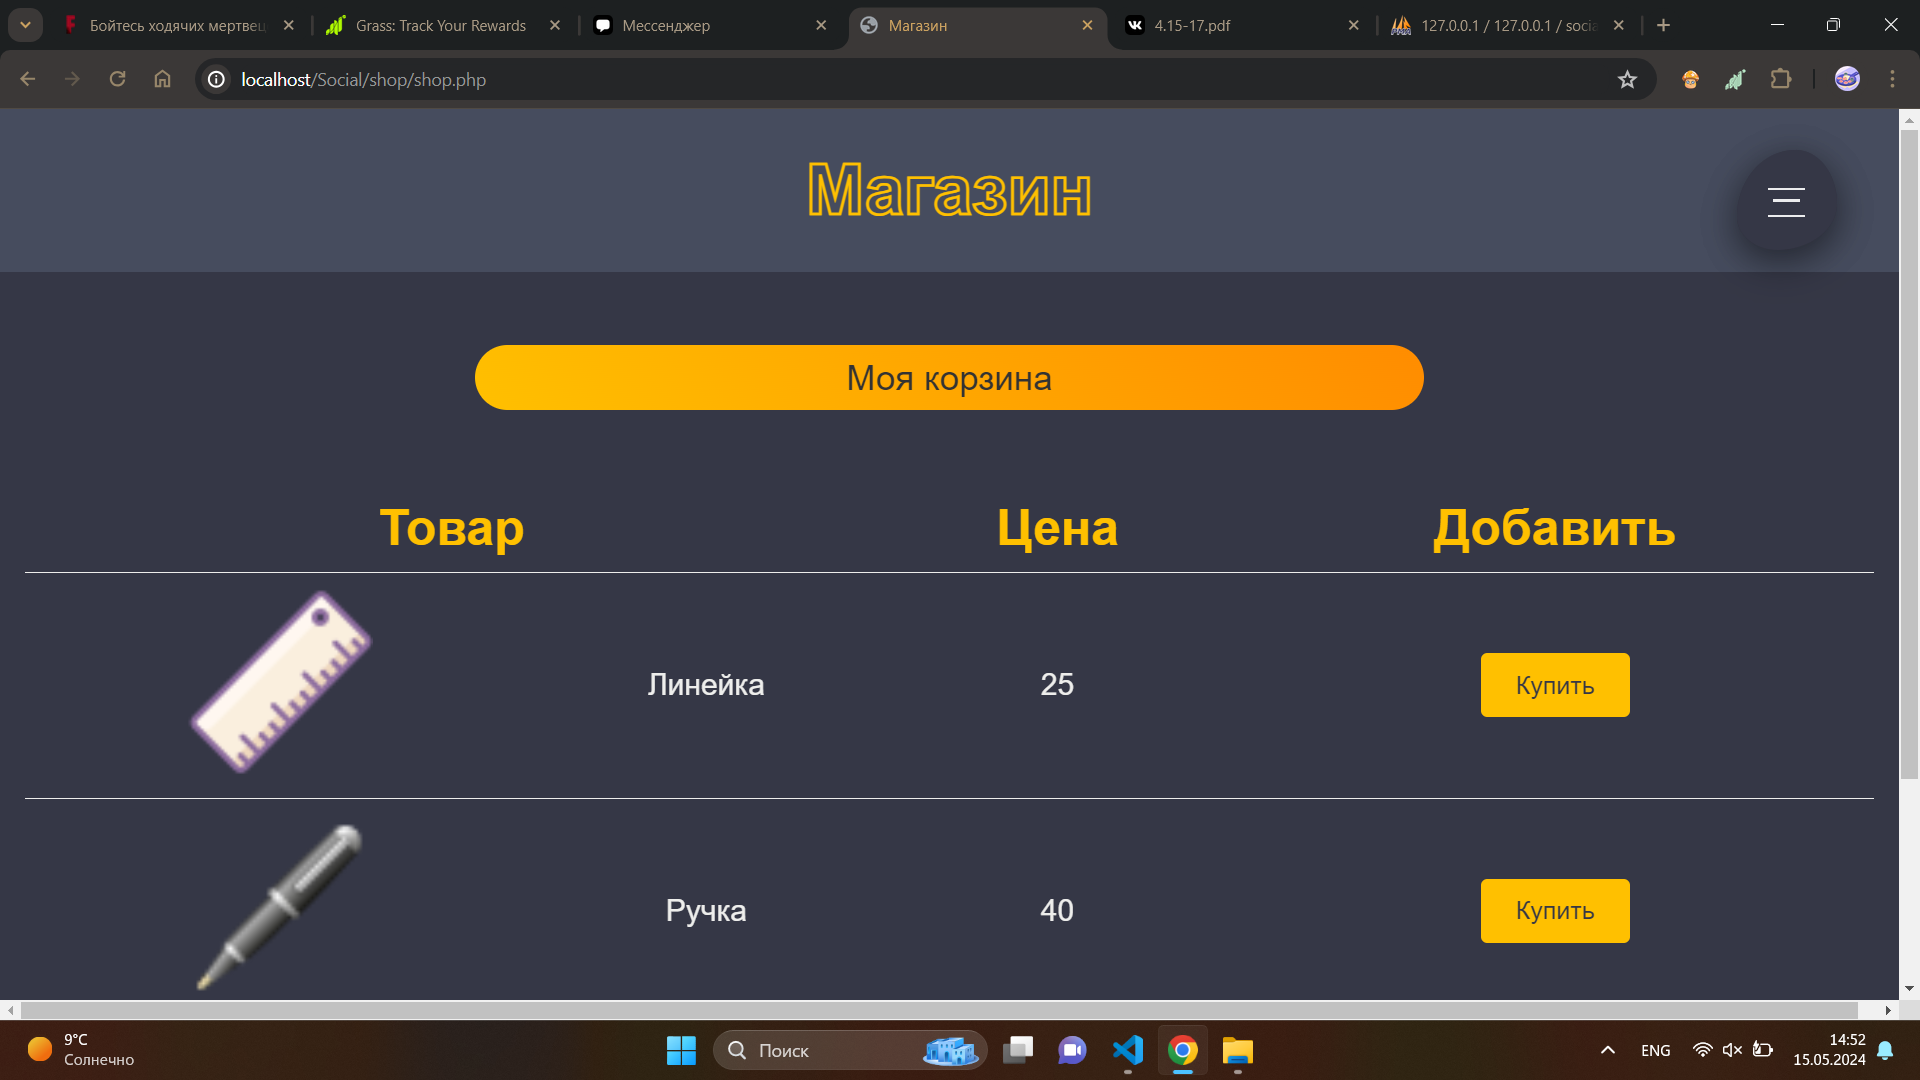 Бойтесь ходячих мертвец
Grass: Track Your Rewards
Мессенджер
Магазин
4.15-17.pdf
127.0.0.1 / 127.0.0.1 / socia
localhost/Social/shop/shop.php
Магазин
Моя корзина
Товар Цена Добавить
Линейка 25 Купить
Ручка 40 Купить
9°C
Солнечно
Поиск
ENG
14:52
15.05.2024